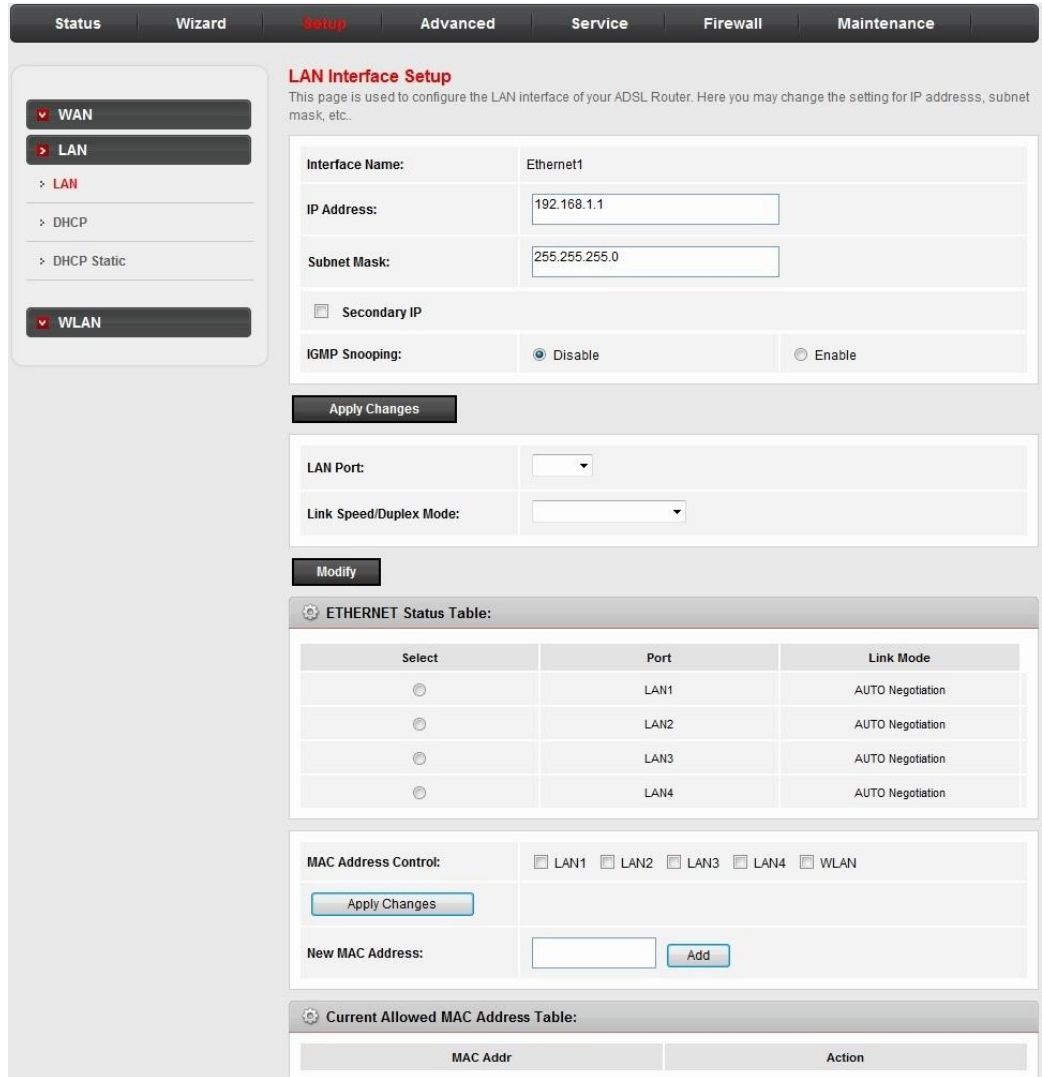 Status Wizard Setup Advanced Service Firewall Maintenance
WAN
LAN
LAN
DHCP
DHCP Static
WLAN
LAN Interface Setup
This page is used to configure the LAN interface of your ADSL Router. Here you may change the setting for IP addresss, subnet
mask, etc..
Interface Name: Ethernet1
IP Address: 192.168.1.1
Subnet Mask: 255.255.255.0
Secondary IP
IGMP Snooping: Disable Enable
Apply Changes
LAN Port:
Link Speed/Duplex Mode:
Modify
ETHERNET Status Table:
Select Port Link Mode
LAN1 AUTO Negotiation
LAN2 AUTO Negotiation
LAN3 AUTO Negotiation
LAN4 AUTO Negotiation
MAC Address Control: LAN1 LAN2 LAN3 LAN4 WLAN
Apply Changes
New MAC Address: Add
Current Allowed MAC Address Table:
MAC Addr Action